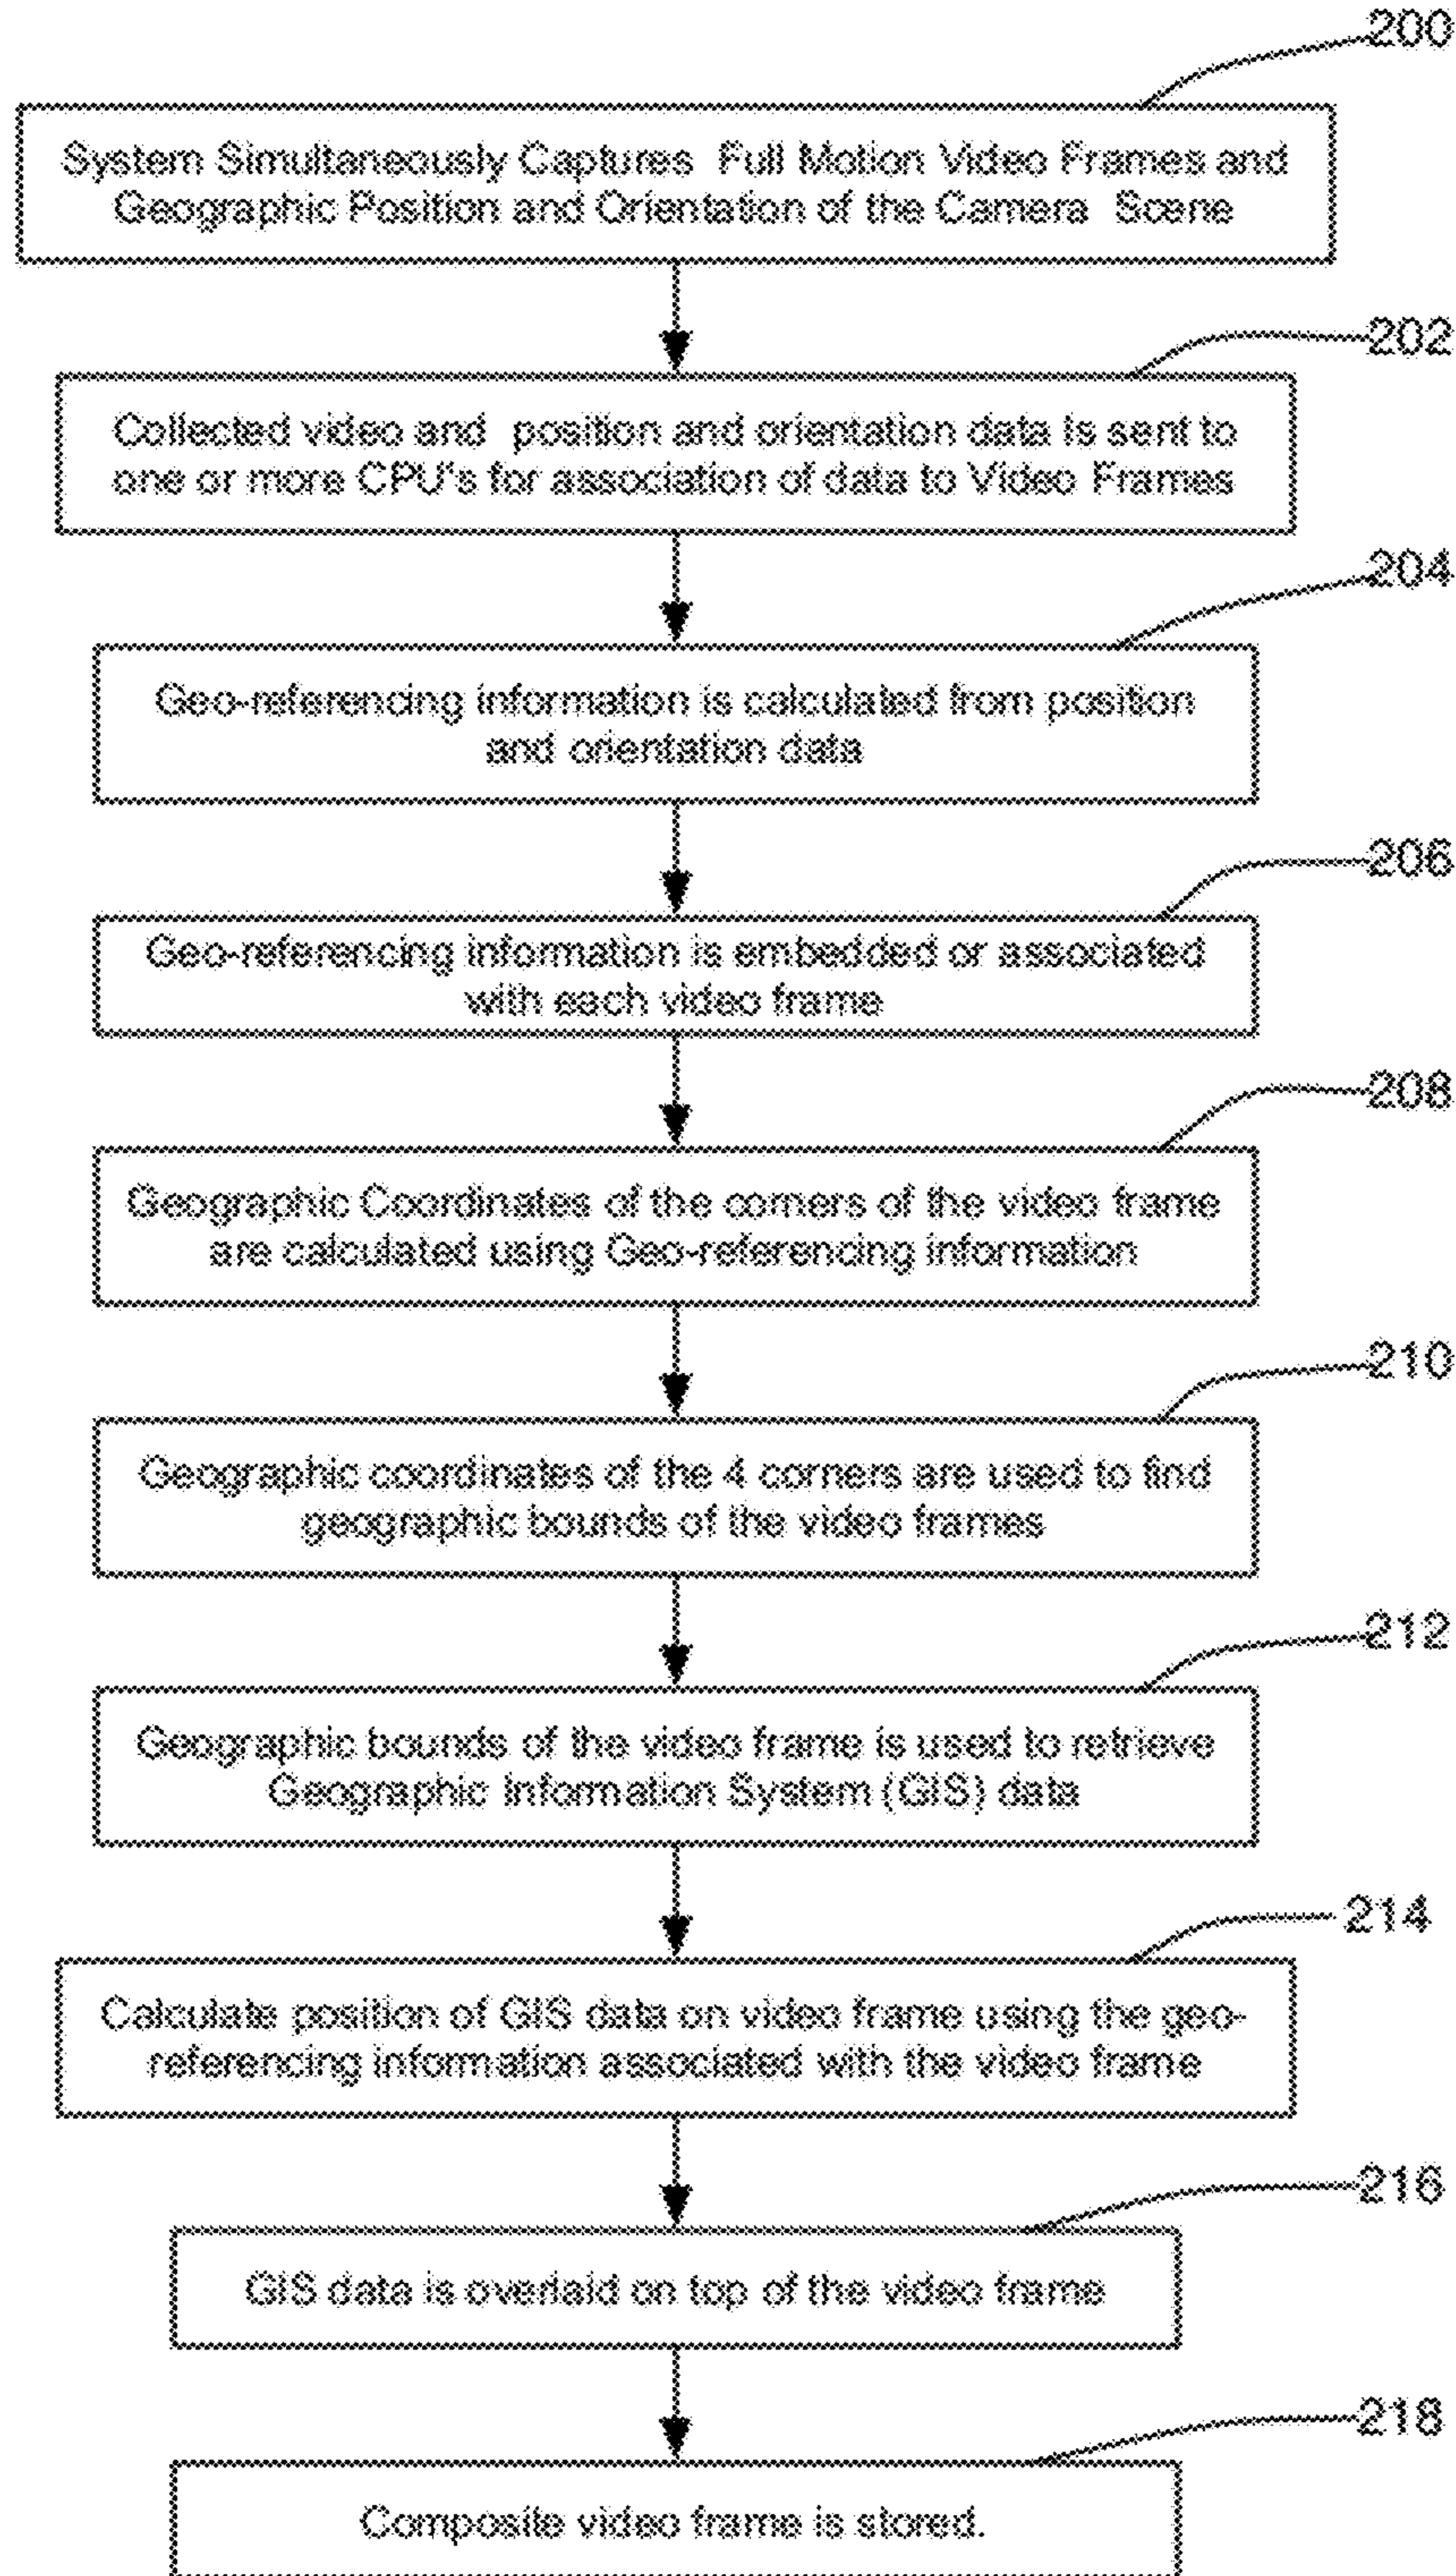 200
System Simultaneously Captures Full Motion Video Frames and
Geographic Position and Orientation of the Camera Scene
202
Collected video and position and orientation data is sent to
one or more CPU's for association of data to Video Frames
204
Geo-referencing information is calculated from position
and orientation data
206
Geo-referencing information is embedded or associated
with each video frame
208
Geographic Coordinates of the corners of the video frame
are calculated using Geo-referencing information
210
Geographic coordinates of the 4 corners are used to find
geographic bounds of the video frames
212
Geographic bounds of the video frame is used to retrieve
Geographic Information System (GIS) data
214
Calculate position of GIS data on video frame using the geo-
referencing information associated with the video frame
216
GIS data is overlaid on top of the video frame
218
Composite video frame is stored.